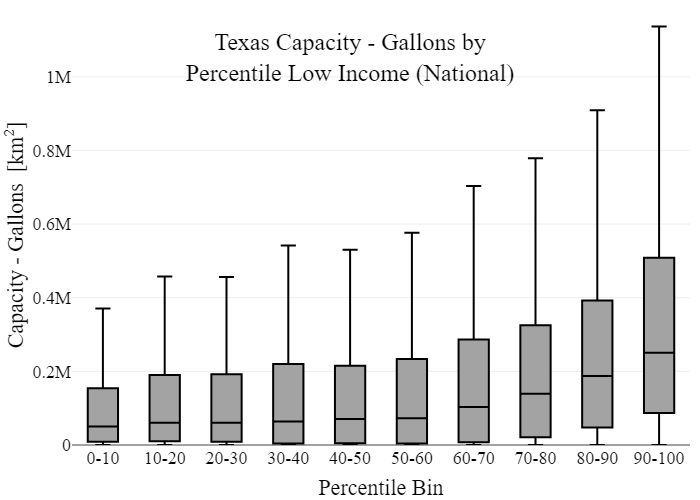 Texas Capacity - Gallons by
Percentile Low Income (National)
Capacity - Gallons [km²]
1M
0.8M
0.6M
0.4M
0.2M
0
0-10 10-20 20-30 30-40 40-50 50-60 60-70 70-80 80-90 90-100
Percentile Bin